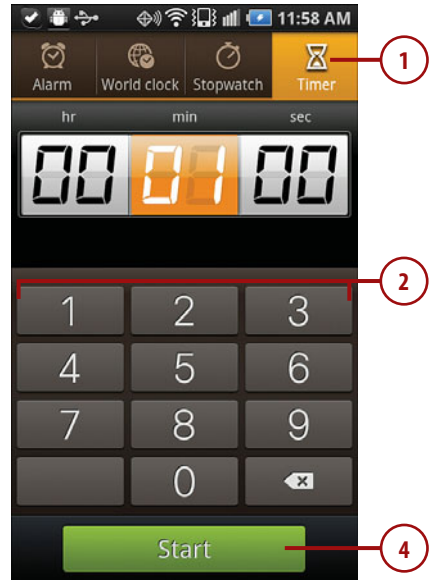 11:58 AM
Alarm World clock Stopwatch Timer
1
hr min sec
00 01 00
2
1 2 3
4 5 6
7 8 9
0
Start
4